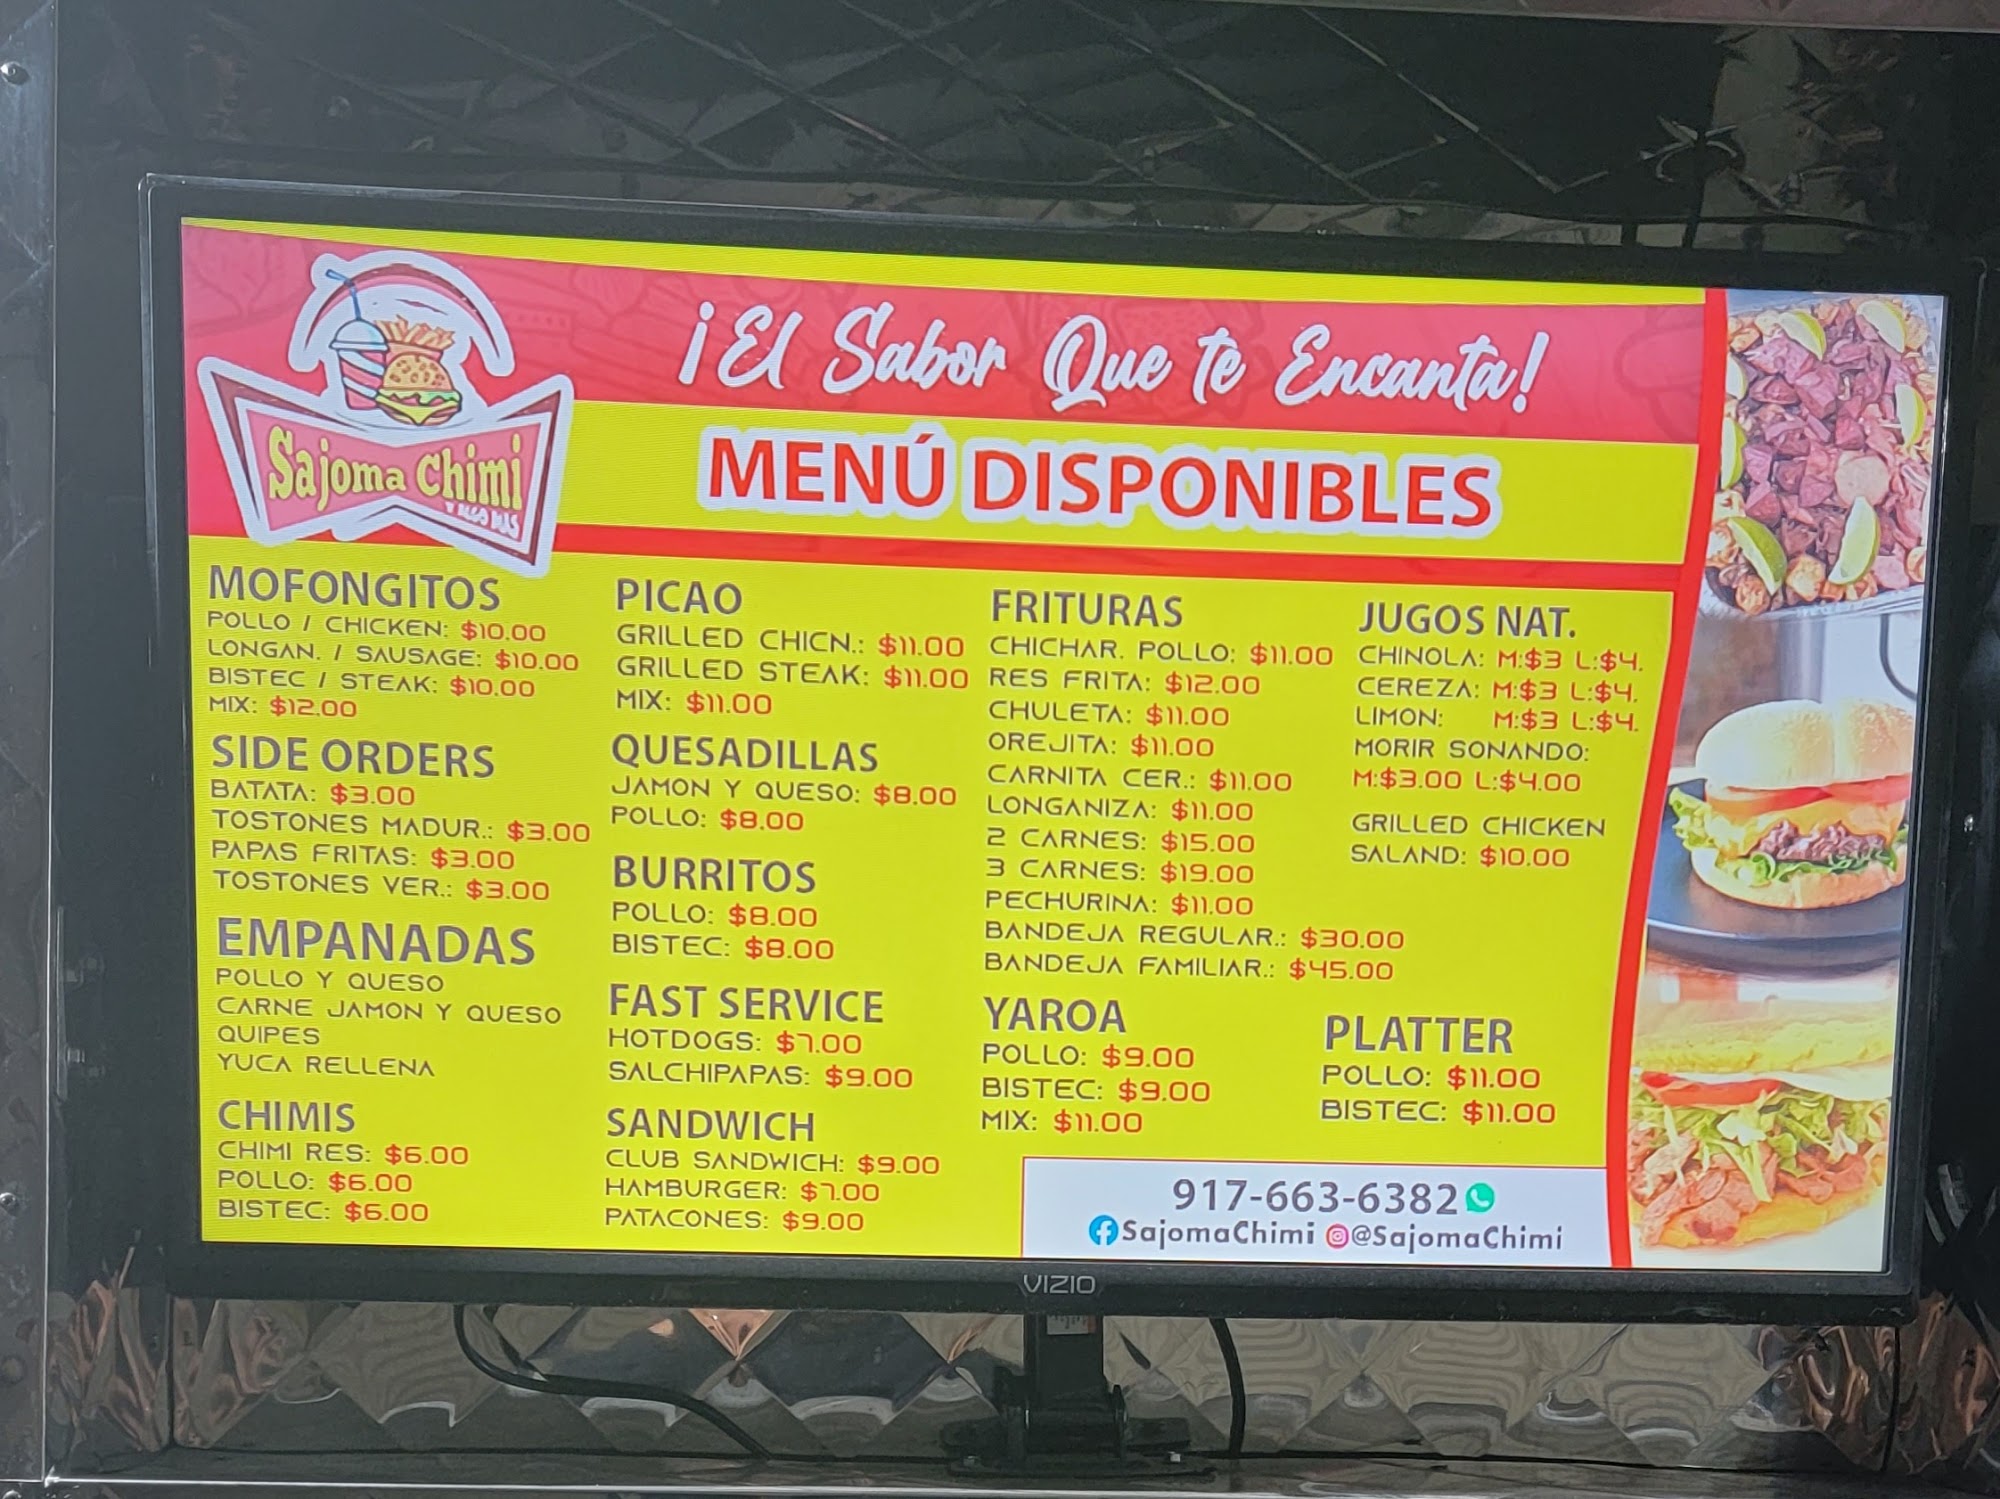 Sajoma Chimi
Y ALGO MAS
¡El Sabor Que te Encanta!
MENÚ DISPONIBLES
MOFONGITOS
POLLO / CHICKEN: $10.00
LONGAN. / SAUSAGE: $10.00
BISTEC / STEAK: $10.00
MIX: $12.00
SIDE ORDERS
BATATA: $3.00
TOSTONES MADUR.: $3.00
PAPAS FRITAS: $3.00
TOSTONES VER.: $3.00
EMPANADAS
POLLO Y QUESO
CARNE JAMON Y QUESO
QUIPES
YUCA RELLENA
CHIMIS
CHIMI RES: $6.00
POLLO: $6.00
BISTEC: $6.00
PICAO
GRILLED CHICN.: $11.00
GRILLED STEAK: $11.00
MIX: $11.00
QUESADILLAS
JAMON Y QUESO: $8.00
POLLO: $8.00
BURRITOS
POLLO: $8.00
BISTEC: $8.00
FAST SERVICE
HOTDOGS: $7.00
SALCHIPAPAS: $9.00
SANDWICH
CLUB SANDWICH: $9.00
HAMBURGER: $7.00
PATACONES: $9.00
FRITURAS
CHICHAR. POLLO: $11.00
RES FRITA: $12.00
CHULETA: $11.00
OREJITA: $11.00
CARNITA CER.: $11.00
LONGANIZA: $11.00
2 CARNES: $15.00
3 CARNES: $19.00
PECHURINA: $11.00
BANDEJA REGULAR.: $30.00
BANDEJA FAMILIAR.: $45.00
YAROA
POLLO: $9.00
BISTEC: $9.00
MIX: $11.00
JUGOS NAT.
CHINOLA: M:$3 L:$4.
CEREZA: M:$3 L:$4.
LIMON: M:$3 L:$4.
MORIR SONANDO:
M:$3.00 L:$4.00
GRILLED CHICKEN
SALAND: $10.00
PLATTER
POLLO: $11.00
BISTEC: $11.00
917-663-6382
SajomaChimi @SajomaChimi
VIZIO